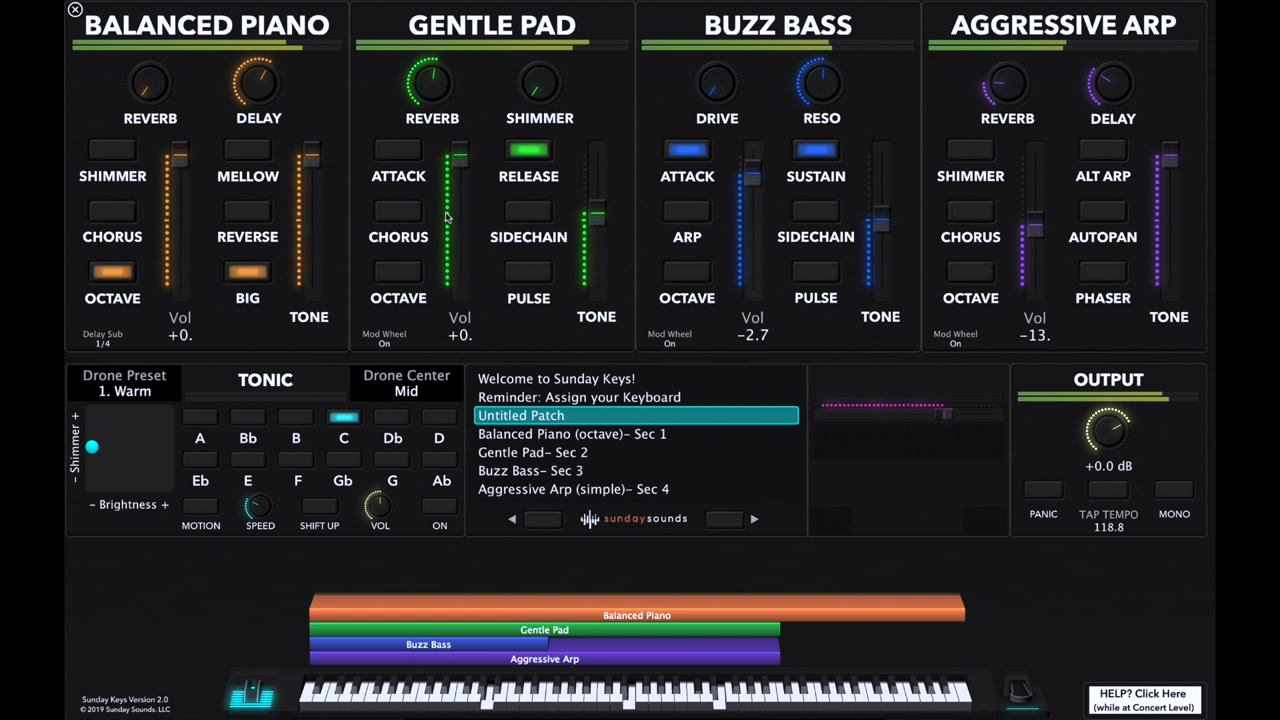 BALANCED PIANO
REVERB DELAY
SHIMMER MELLOW
CHORUS REVERSE
OCTAVE BIG
Delay Sub
1/4
Vol
+0.
TONE
GENTLE PAD
REVERB SHIMMER
ATTACK RELEASE
CHORUS SIDECHAIN
OCTAVE PULSE
Mod Wheel
On
Vol
+0.
TONE
BUZZ BASS
DRIVE RESO
ATTACK SUSTAIN
ARP SIDECHAIN
OCTAVE PULSE
Mod Wheel
On
Vol
-2.7
TONE
AGGRESSIVE ARP
REVERB DELAY
SHIMMER ALT ARP
CHORUS AUTOPAN
OCTAVE PHASER
Mod Wheel
On
Vol
-13.
TONE
Drone Preset
1. Warm
TONIC
Drone Center
Mid
- Shimmer +
- Brightness +
A Bb B C Db D
Eb E F Gb G Ab
MOTION SPEED SHIFT UP VOL ON
Welcome to Sunday Keys!
Reminder: Assign your Keyboard
Untitled Patch
Balanced Piano (octave)– Sec 1
Gentle Pad– Sec 2
Buzz Bass– Sec 3
Aggressive Arp (simple)– Sec 4
sundaysounds
OUTPUT
+0.0 dB
PANIC TAP TEMPO MONO
118.8
Balanced Piano
Gentle Pad
Buzz Bass
Aggressive Arp
Sunday Keys Version 2.0
© 2019 Sunday Sounds. LLC
HELP? Click Here
(while at Concert Level)